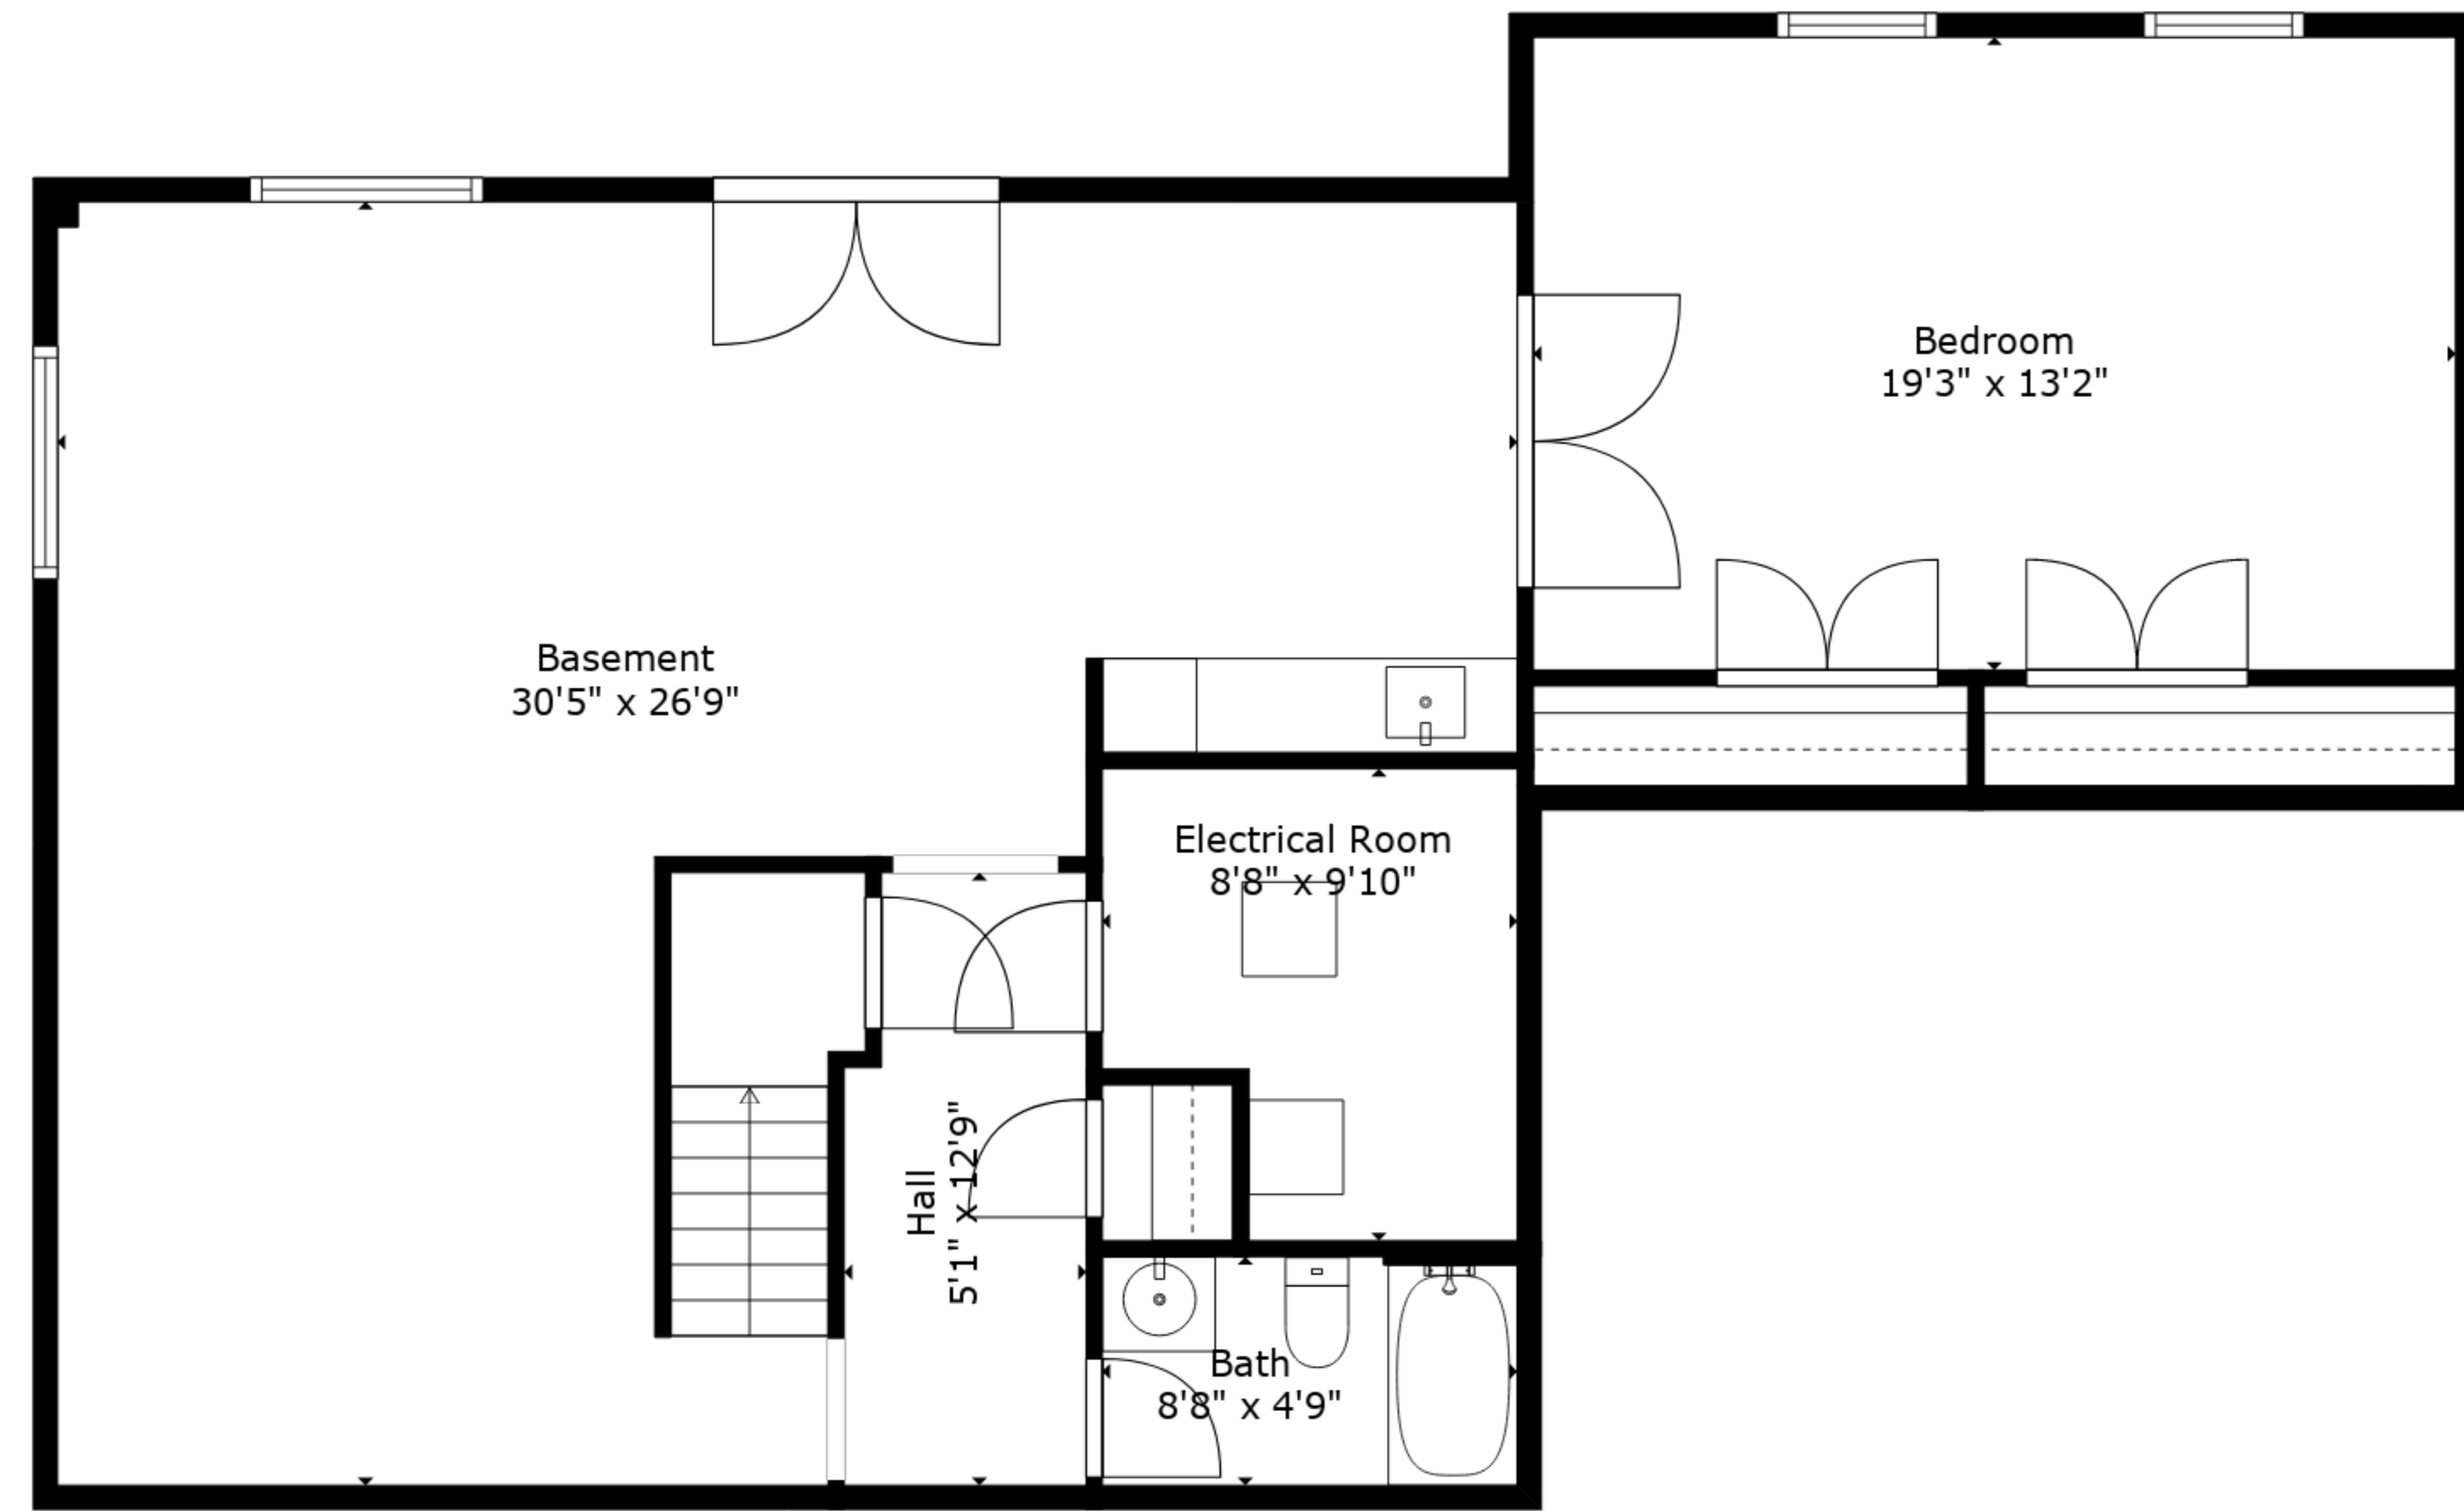 Bedroom
19'3" x 13'2"
Basement
30'5" x 26'9"
Electrical Room
8'8" x 9'10"
Hall
5'1" x 12'9"
Bath
8'8" x 4'9"